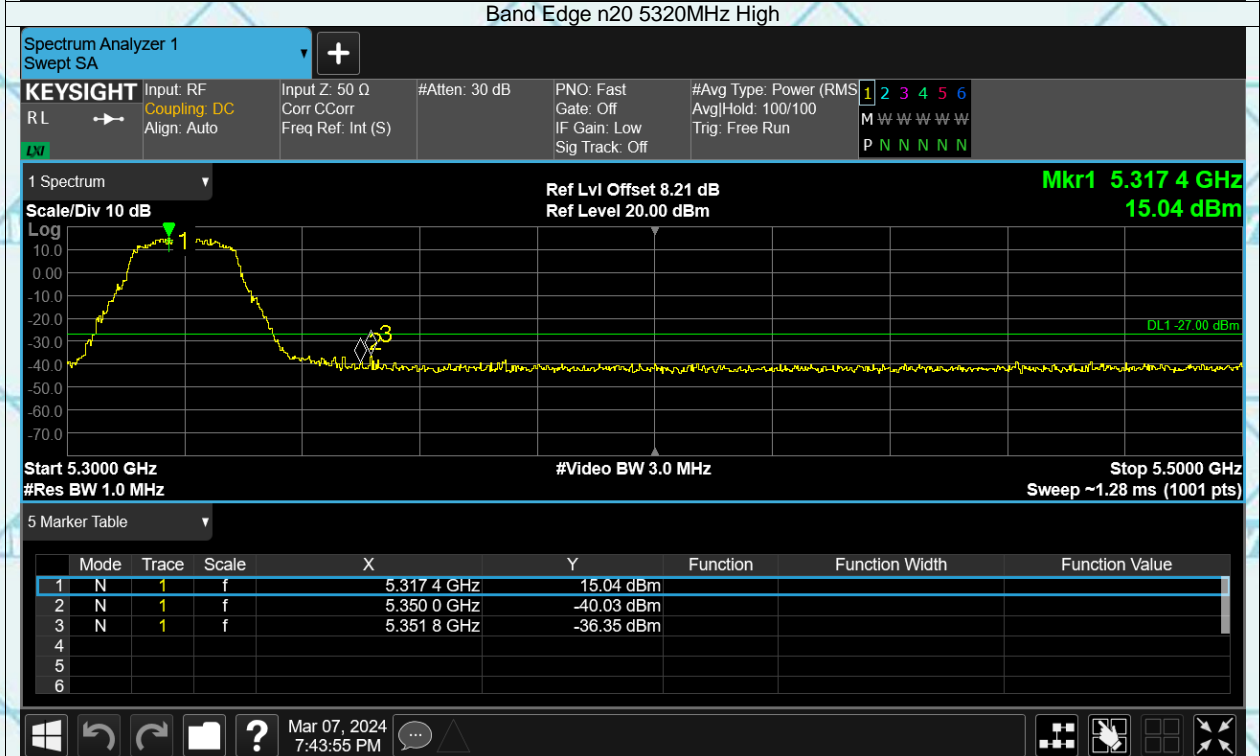 Band Edge n20 5320MHz High
Spectrum Analyzer 1
Swept SA
KEYSIGHT
RL
LXI
Input: RF
Coupling: DC
Align: Auto
Input Z: 50 Ω
Corr CCorr
Freq Ref: Int (S)
#Atten: 30 dB
PNO: Fast
Gate: Off
IF Gain: Low
Sig Track: Off
#Avg Type: Power (RMS
Avg|Hold: 100/100
Trig: Free Run
1 2 3 4 5 6
M W W W W W W
P N N N N N N
1 Spectrum
Scale/Div 10 dB
Ref Lvl Offset 8.21 dB
Ref Level 20.00 dBm
Mkr1 5.317 4 GHz
15.04 dBm
Log
10.0
0.00
-10.0
-20.0
-30.0
-40.0
-50.0
-60.0
-70.0
1
2
3
DL1 -27.00 dBm
Start 5.3000 GHz
#Res BW 1.0 MHz
#Video BW 3.0 MHz
Stop 5.5000 GHz
Sweep ~1.28 ms (1001 pts)
5 Marker Table
Mode Trace Scale X Y Function Function Width Function Value
1 N 1 f 5.317 4 GHz 15.04 dBm
2 N 1 f 5.350 0 GHz -40.03 dBm
3 N 1 f 5.351 8 GHz -36.35 dBm
4
5
6
?
Mar 07, 2024
7:43:55 PM